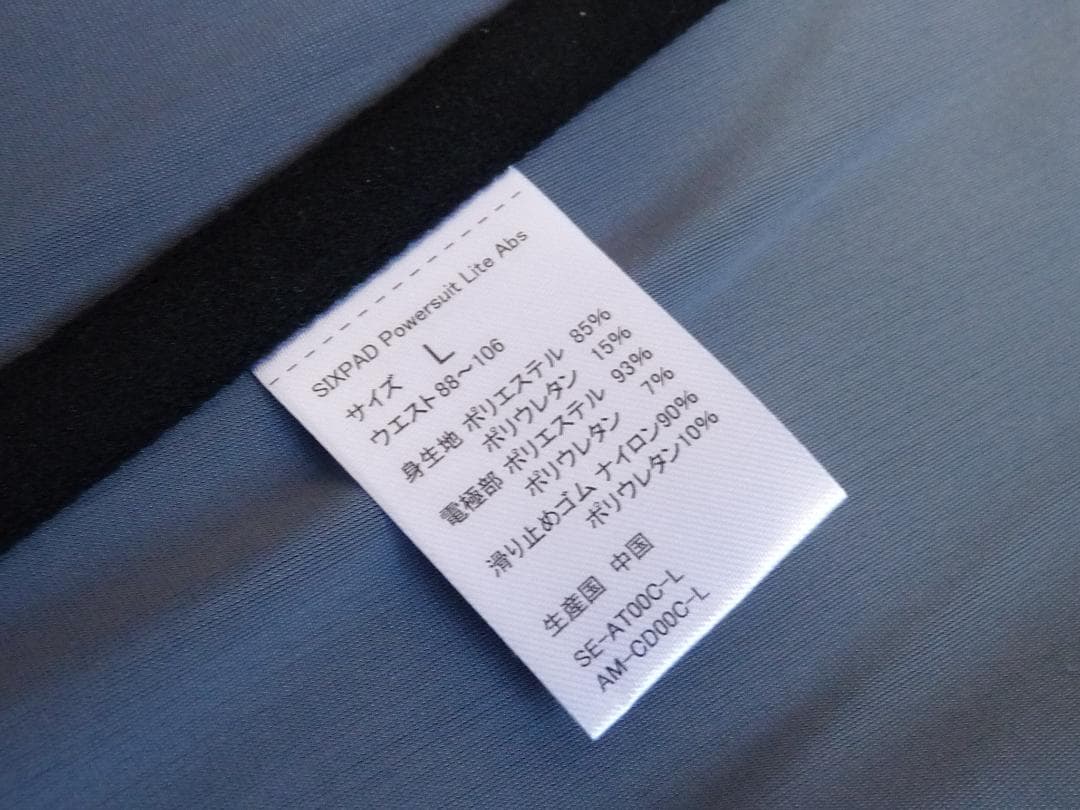 SIXPAD Powersuit Lite Abs
サイズ L
ウエスト88～106
身生地 ポリエステル 85%
ポリウレタン 15%
電極部 ポリエステル 93%
ポリウレタン 7%
滑り止めゴム ナイロン90%
ポリウレタン10%
生産国 中国
SE-AT00C-L
AM-CD00C-L